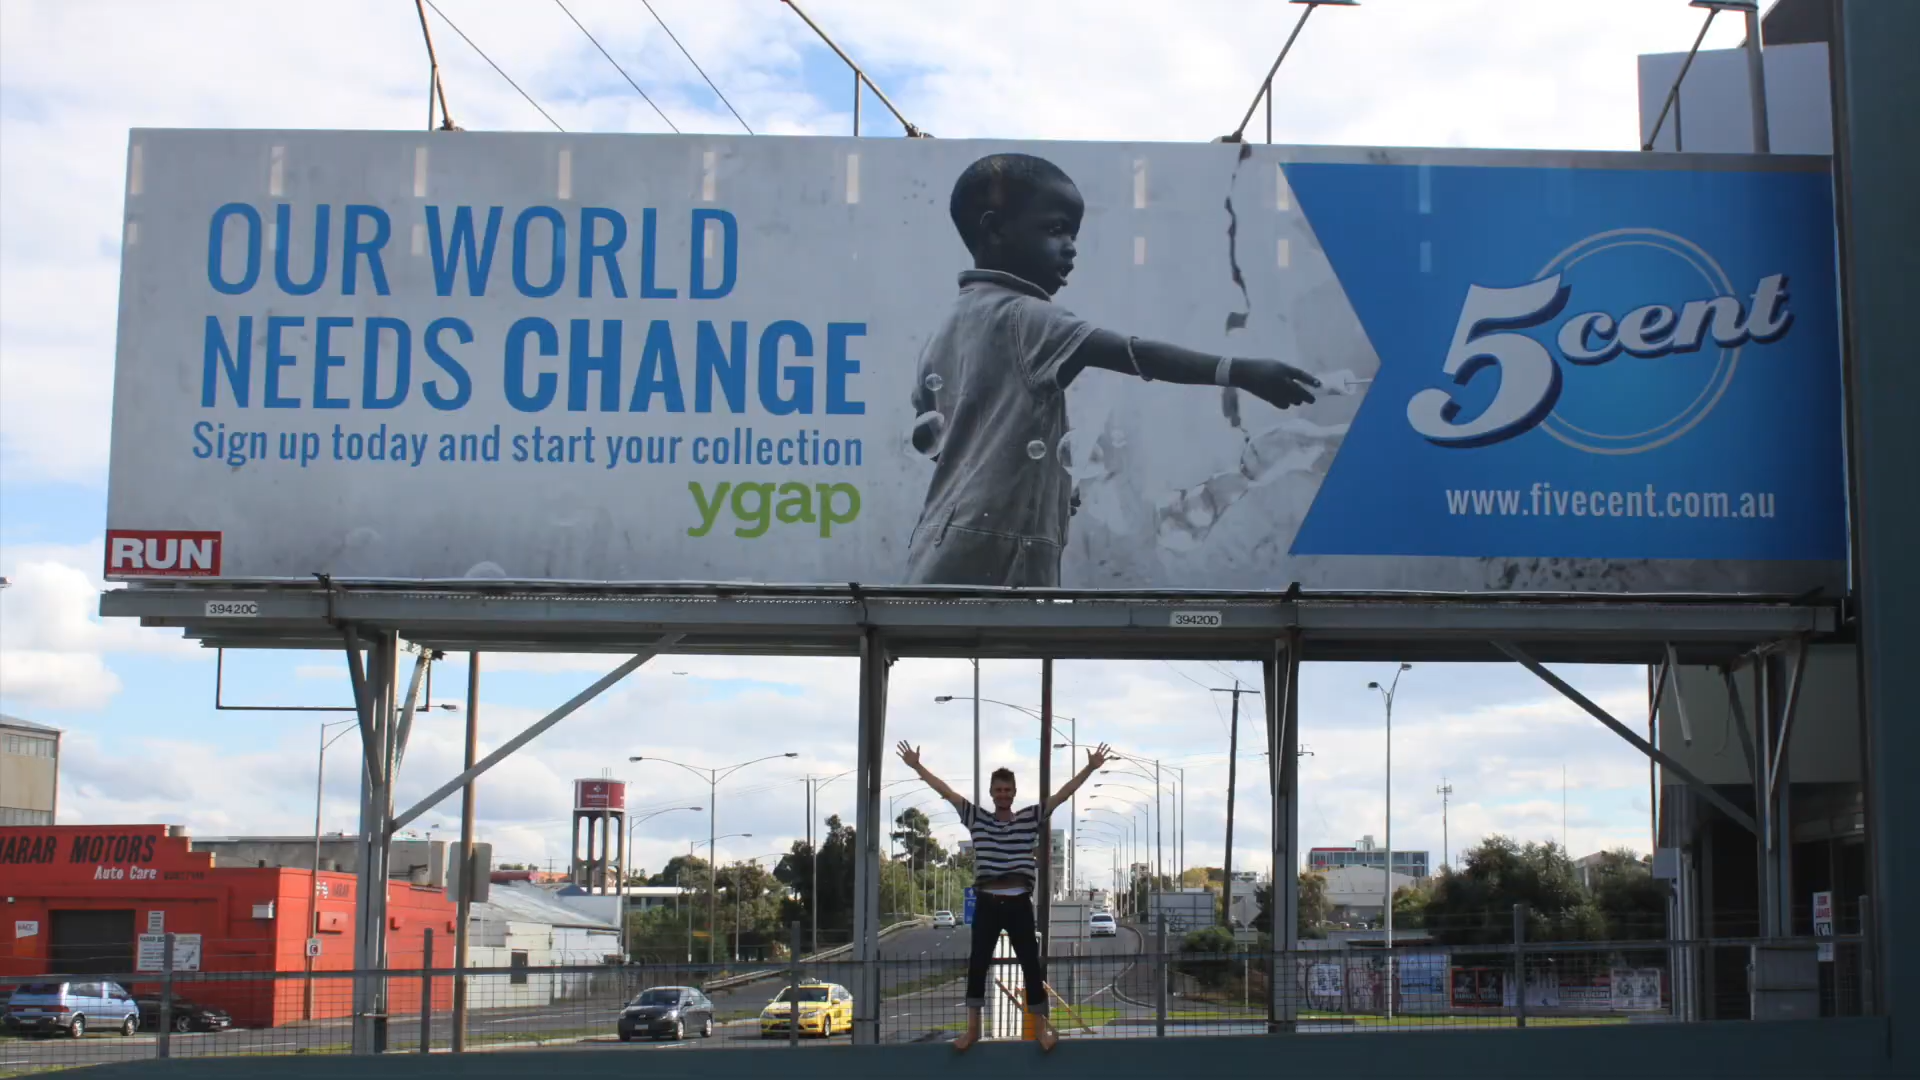 OUR WORLD
NEEDS CHANGE
Sign up today and start your collection
ygap
5cent
www.fivecent.com.au
RUN
39420C
39420D
ARAR MOTORS
Auto Care